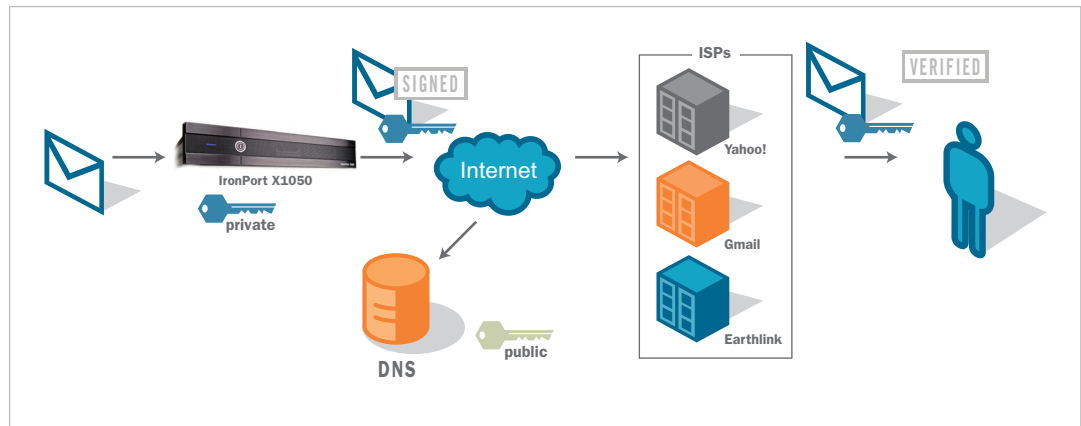 ISPs
SIGNED
VERIFIED
Yahoo!
Internet
IronPort X1050
private
Gmail
public
DNS
Earthlink